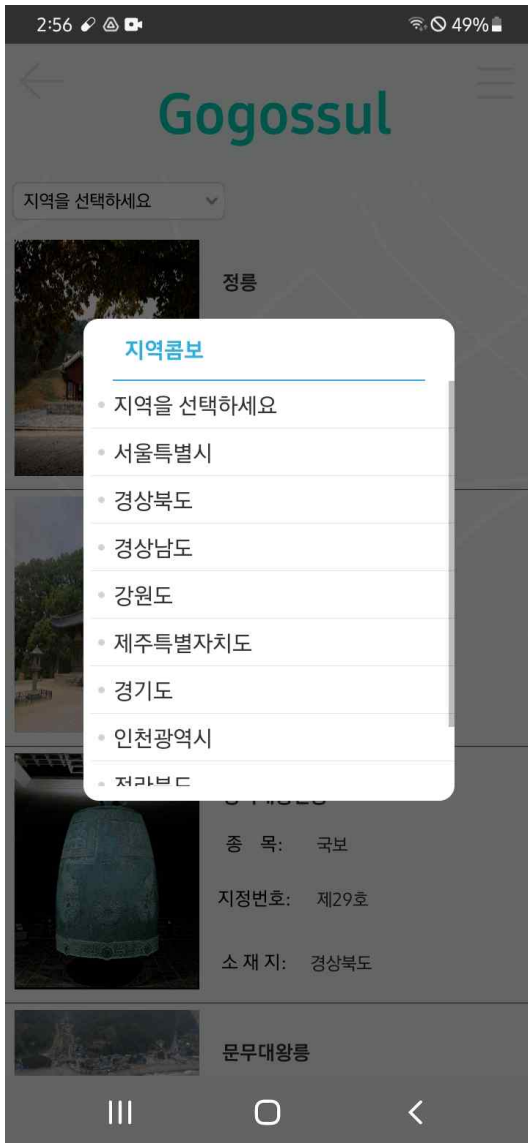 2:56
49%
Gogossul
지역을 선택하세요
정릉
지역콤보
지역을 선택하세요
서울특별시
경상북도
경상남도
강원도
제주특별자치도
경기도
인천광역시
전라북도
종 목: 국보
지정번호: 제29호
소 재 지: 경상북도
문무대왕릉